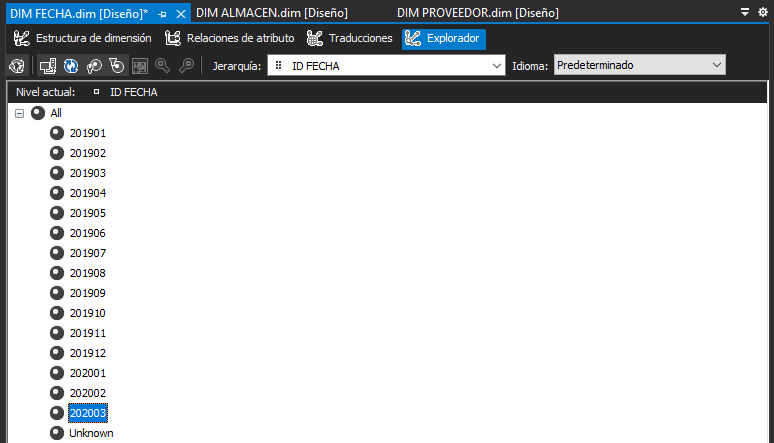 DIM FECHA.dim [Diseño]* DIM ALMACEN.dim [Diseño] DIM PROVEEDOR.dim [Diseño]
Estructura de dimensión Relaciones de atributo Traducciones Explorador
Jerarquía: ID FECHA Idioma: Predeterminado
Nivel actual: ID FECHA
All
201901
201902
201903
201904
201905
201906
201907
201908
201909
201910
201911
201912
202001
202002
202003
Unknown